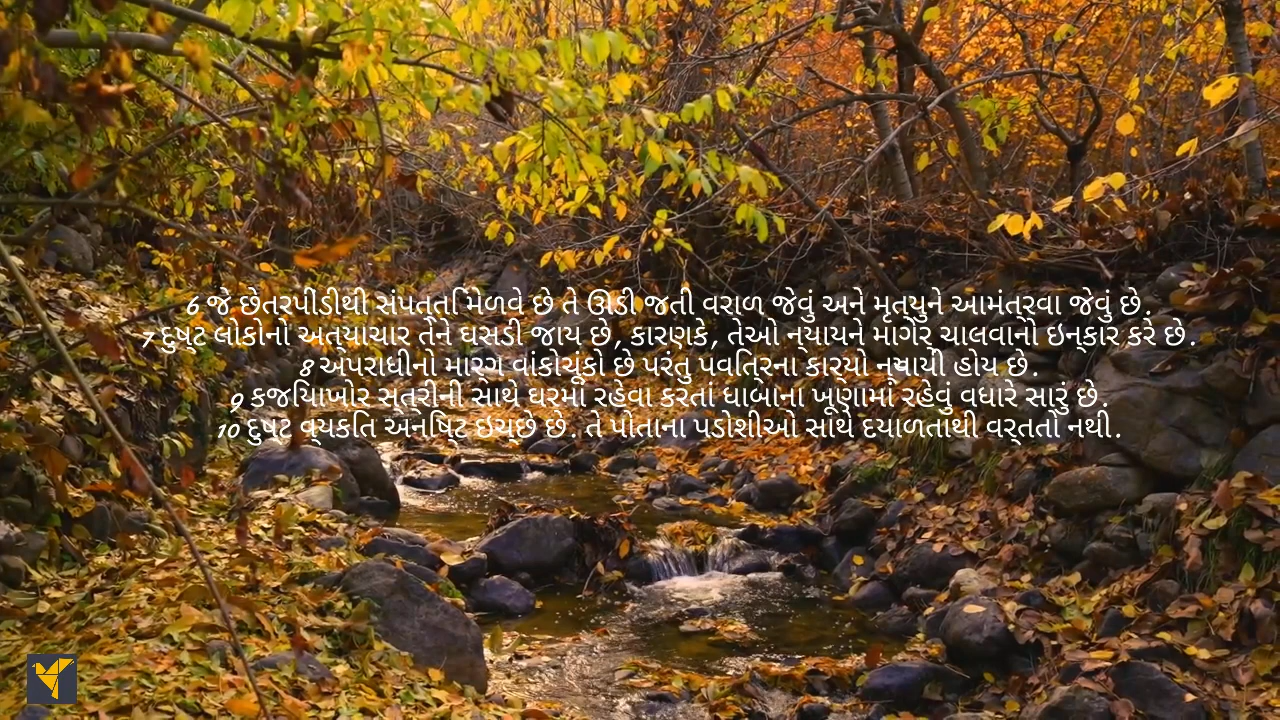 6 જે છેતરપીંડીથી સંપત્તિ મેળવે છે તે ઊડી જતી વરાળ જેવું અને મૃત્યુને આમંત્રવા જેવું છે.
7 દુષ્ટ લોકોનો અત્યાચાર તેને ઘસડી જાય છે, કારણકે, તેઓ ન્યાયને માગેર્ ચાલવાનો ઇન્કાર કરે છે.
8 અપરાધીનો માર્ગ વાંકોચૂંકો છે પરંતુ પવિત્રના કાર્યો ન્યાયી હોય છે.
9 કજિયાખોર સ્ત્રીની સાથે ઘરમાં રહેવા કરતાં ધાબાના ખૂણામાં રહેવું વધારે સારું છે.
10 દુષ્ટ વ્યકિત અનિષ્ટ ઇચ્છે છે. તે પોતાના પડોશીઓ સાથે દયાળતાથી વર્તતો નથી.